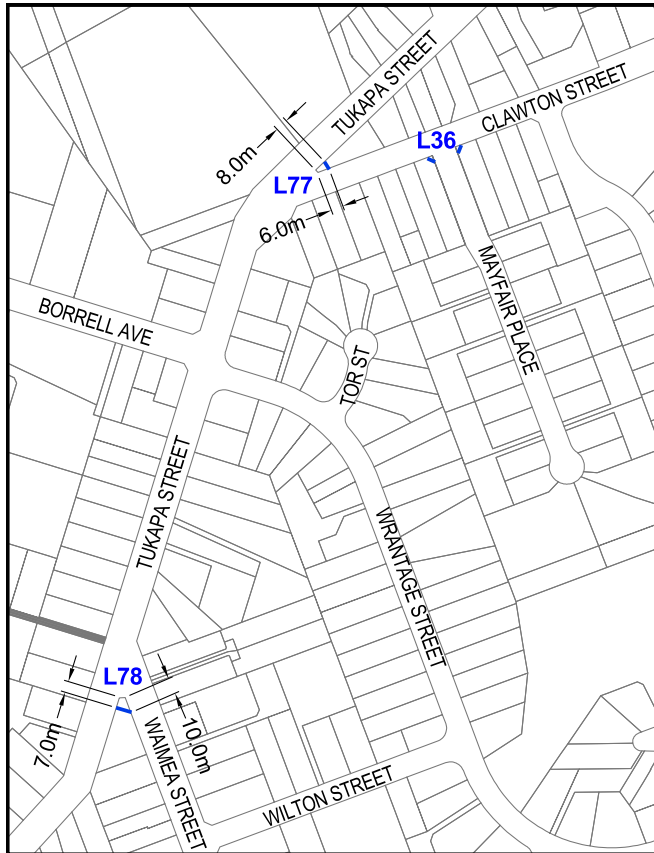 TUKAPA STREET
CLAWTON STREET
8.0m
L36
L77
6.0m
MAYFAIR PLACE
BORRELL AVE
TOR ST
TUKAPA STREET
WRANTAGE STREET
L78
7.0m
10.0m
WAIMEA STREET
WILTON STREET